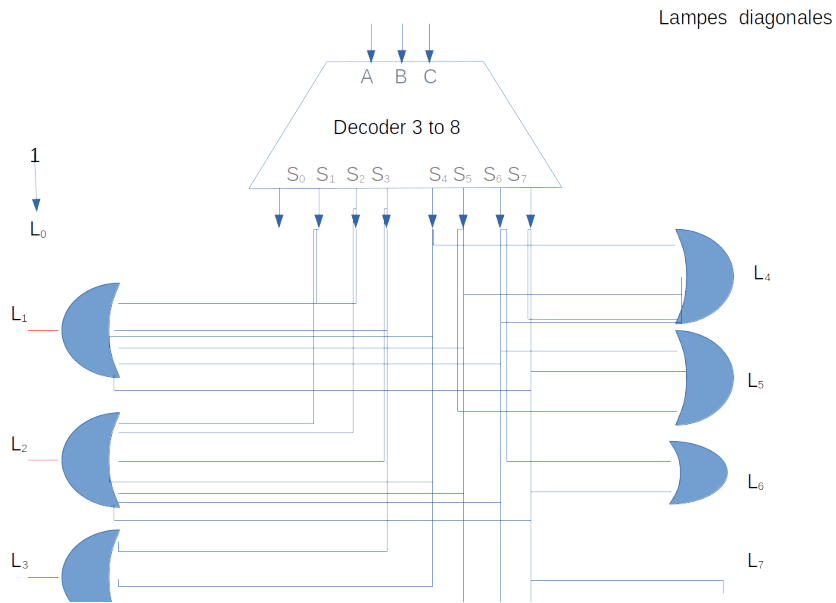 Lampes diagonales
A B C
Decoder 3 to 8
S0 S1 S2 S3 S4 S5 S6 S7
1
L0
L1
L2
L3
L4
L5
L6
L7